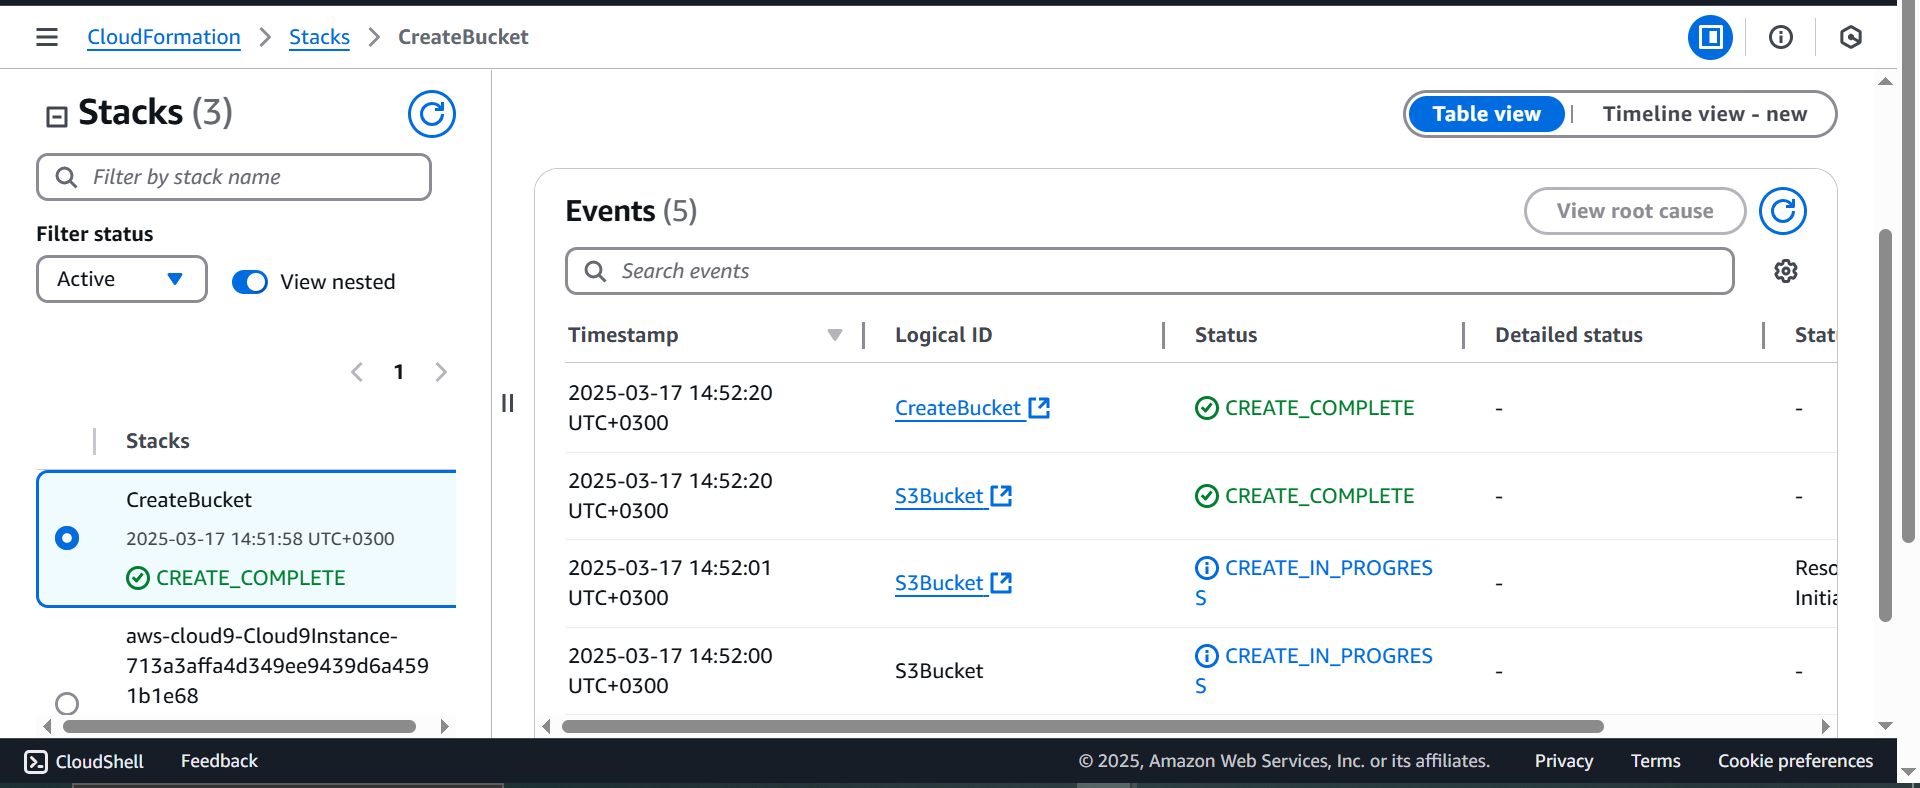 CloudFormation > Stacks > CreateBucket
Stacks (3)
Filter by stack name
Filter status
Active
View nested
1
Stacks
CreateBucket
2025-03-17 14:51:58 UTC+0300
CREATE_COMPLETE
aws-cloud9-Cloud9Instance-
713a3affa4d349ee9439d6a459
1b1e68
Table view | Timeline view - new
Events (5)
View root cause
Search events
Timestamp Logical ID Status Detailed status Stat
2025-03-17 14:52:20
UTC+0300
CreateBucket
CREATE_COMPLETE
-
-
2025-03-17 14:52:20
UTC+0300
S3Bucket
CREATE_COMPLETE
-
-
2025-03-17 14:52:01
UTC+0300
S3Bucket
CREATE_IN_PROGRES
S
-
Reso
Initia
2025-03-17 14:52:00
UTC+0300
S3Bucket
CREATE_IN_PROGRES
S
-
-
CloudShell Feedback © 2025, Amazon Web Services, Inc. or its affiliates. Privacy Terms Cookie preferences